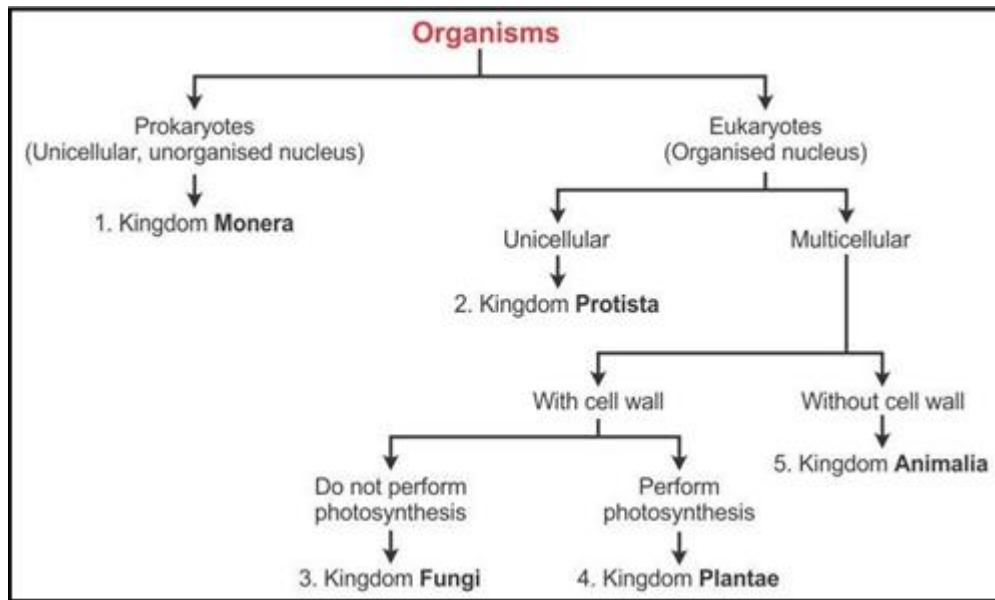 Organisms
Prokaryotes
(Unicellular, unorganised nucleus)
1. Kingdom Monera
Eukaryotes
(Organised nucleus)
Unicellular
2. Kingdom Protista
Multicellular
With cell wall
Do not perform
photosynthesis
3. Kingdom Fungi
Perform
photosynthesis
4. Kingdom Plantae
Without cell wall
5. Kingdom Animalia